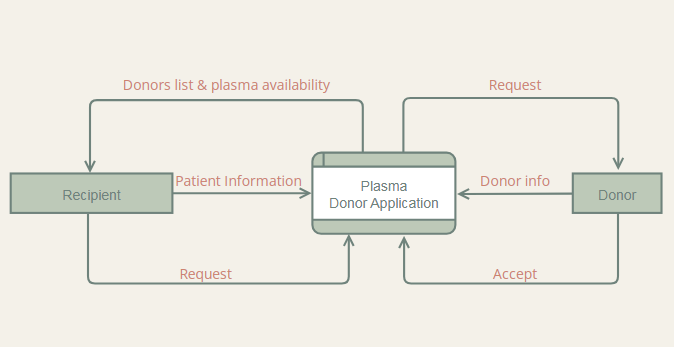 Donors list & plasma availability
Request
Recipient
Patient Information
Plasma
Donor Application
Donor info
Donor
Request
Accept